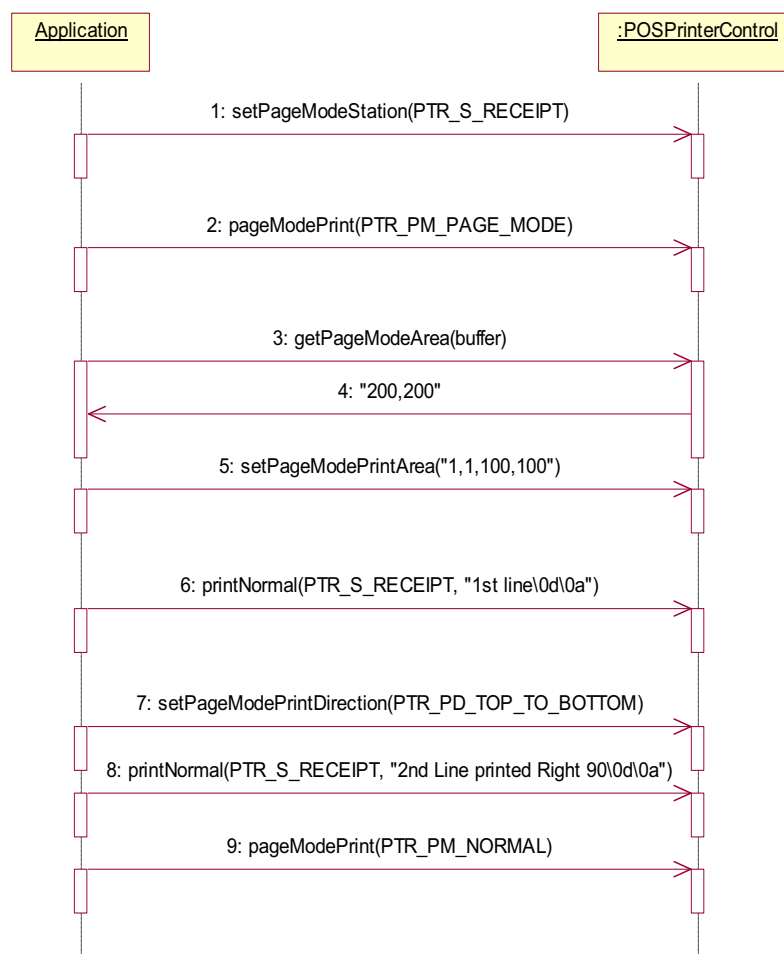 Application
:POSPrinterControl
1: setPageModeStation(PTR_S_RECEIPT)
2: pageModePrint(PTR_PM_PAGE_MODE)
3: getPageModeArea(buffer)
4: "200,200"
5: setPageModePrintArea("1,1,100,100")
6: printNormal(PTR_S_RECEIPT, "1st line\0d\0a")
7: setPageModePrintDirection(PTR_PD_TOP_TO_BOTTOM)
8: printNormal(PTR_S_RECEIPT, "2nd Line printed Right 90\0d\0a")
9: pageModePrint(PTR_PM_NORMAL)